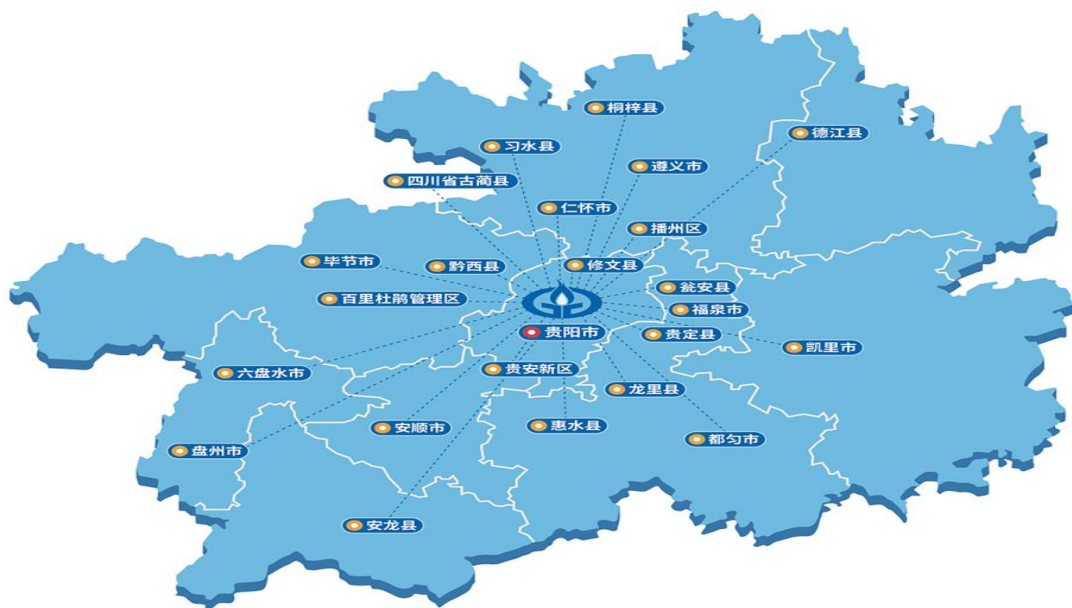 桐梓县
德江县
习水县
遵义市
四川省古蔺县
仁怀市
播州区
毕节市
黔西县
修文县
瓮安县
百里杜鹃管理区
福泉市
贵阳市
贵定县
凯里市
六盘水市
贵安新区
龙里县
安顺市
惠水县
都匀市
盘州市
安龙县